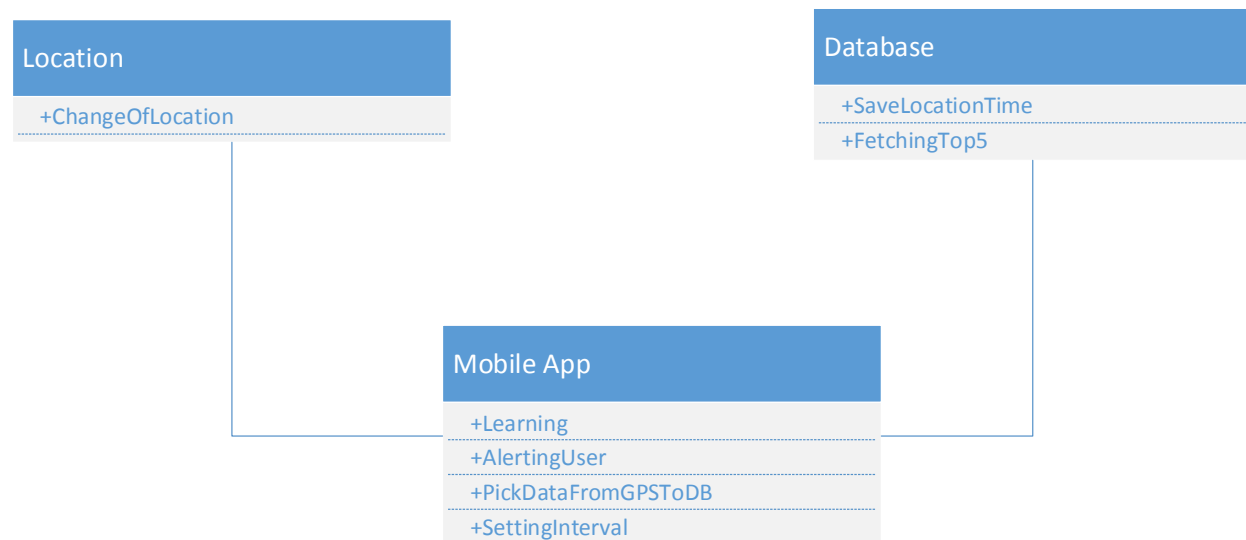 Location
+ChangeOfLocation
Database
+SaveLocationTime
+FetchingTop5
Mobile App
+Learning
+AlertingUser
+PickDataFromGPSToDB
+SettingInterval